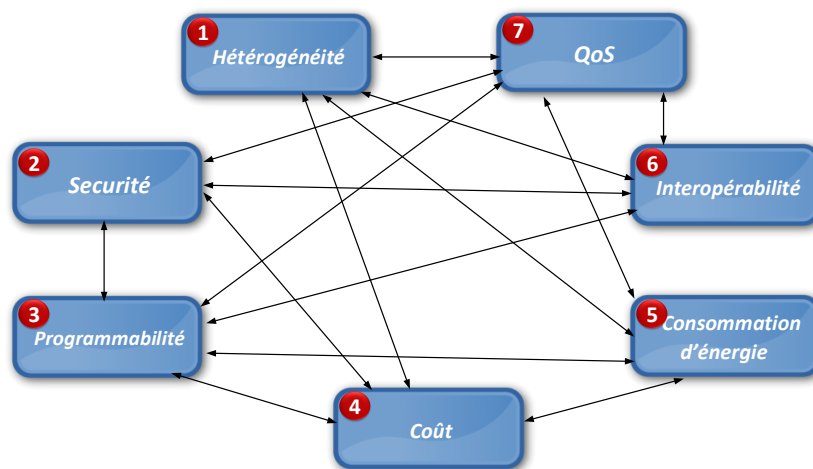 1
Hétérogénéité
2
Securité
3
Programmabilité
4
Coût
5
Consommation
d'énergie
6
Interopérabilité
7
QoS